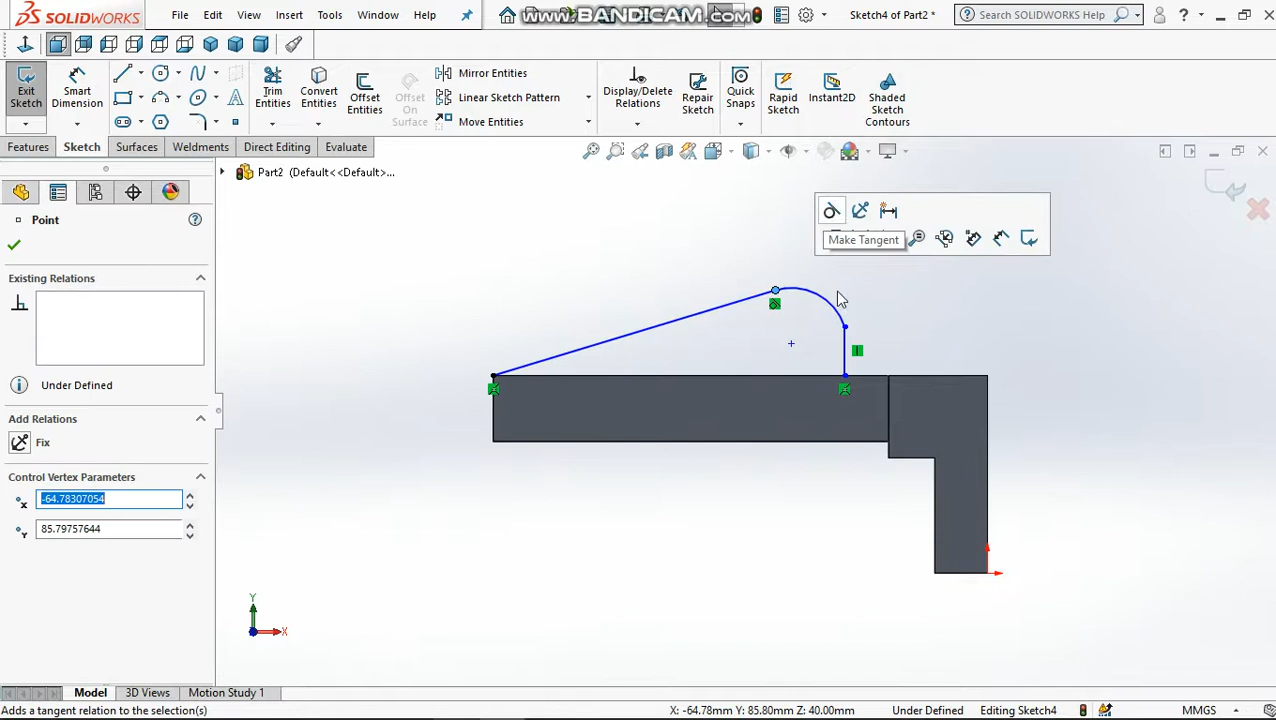 SOLIDWORKS
File Edit View Insert Tools Window Help
www.BANDICAM.com
Sketch4 of Part2 *
Search SOLIDWORKS Help
?
Exit Sketch
Smart Dimension
Trim Entities
Convert Entities
Offset Entities
Offset On Surface
Mirror Entities
Linear Sketch Pattern
Move Entities
Display/Delete Relations
Repair Sketch
Quick Snaps
Rapid Sketch
Instant2D
Shaded Sketch Contours
Features Sketch Surfaces Weldments Direct Editing Evaluate
Part2 (Default<<Default>...
Point
Existing Relations
Under Defined
Add Relations
Fix
Control Vertex Parameters
-64.78307054
85.79757644
Make Tangent
Y
X
Model 3D Views Motion Study 1
Adds a tangent relation to the selection(s)
X: -64.78mm Y: 85.80mm Z: 40.00mm
Under Defined
Editing Sketch4
MMGS